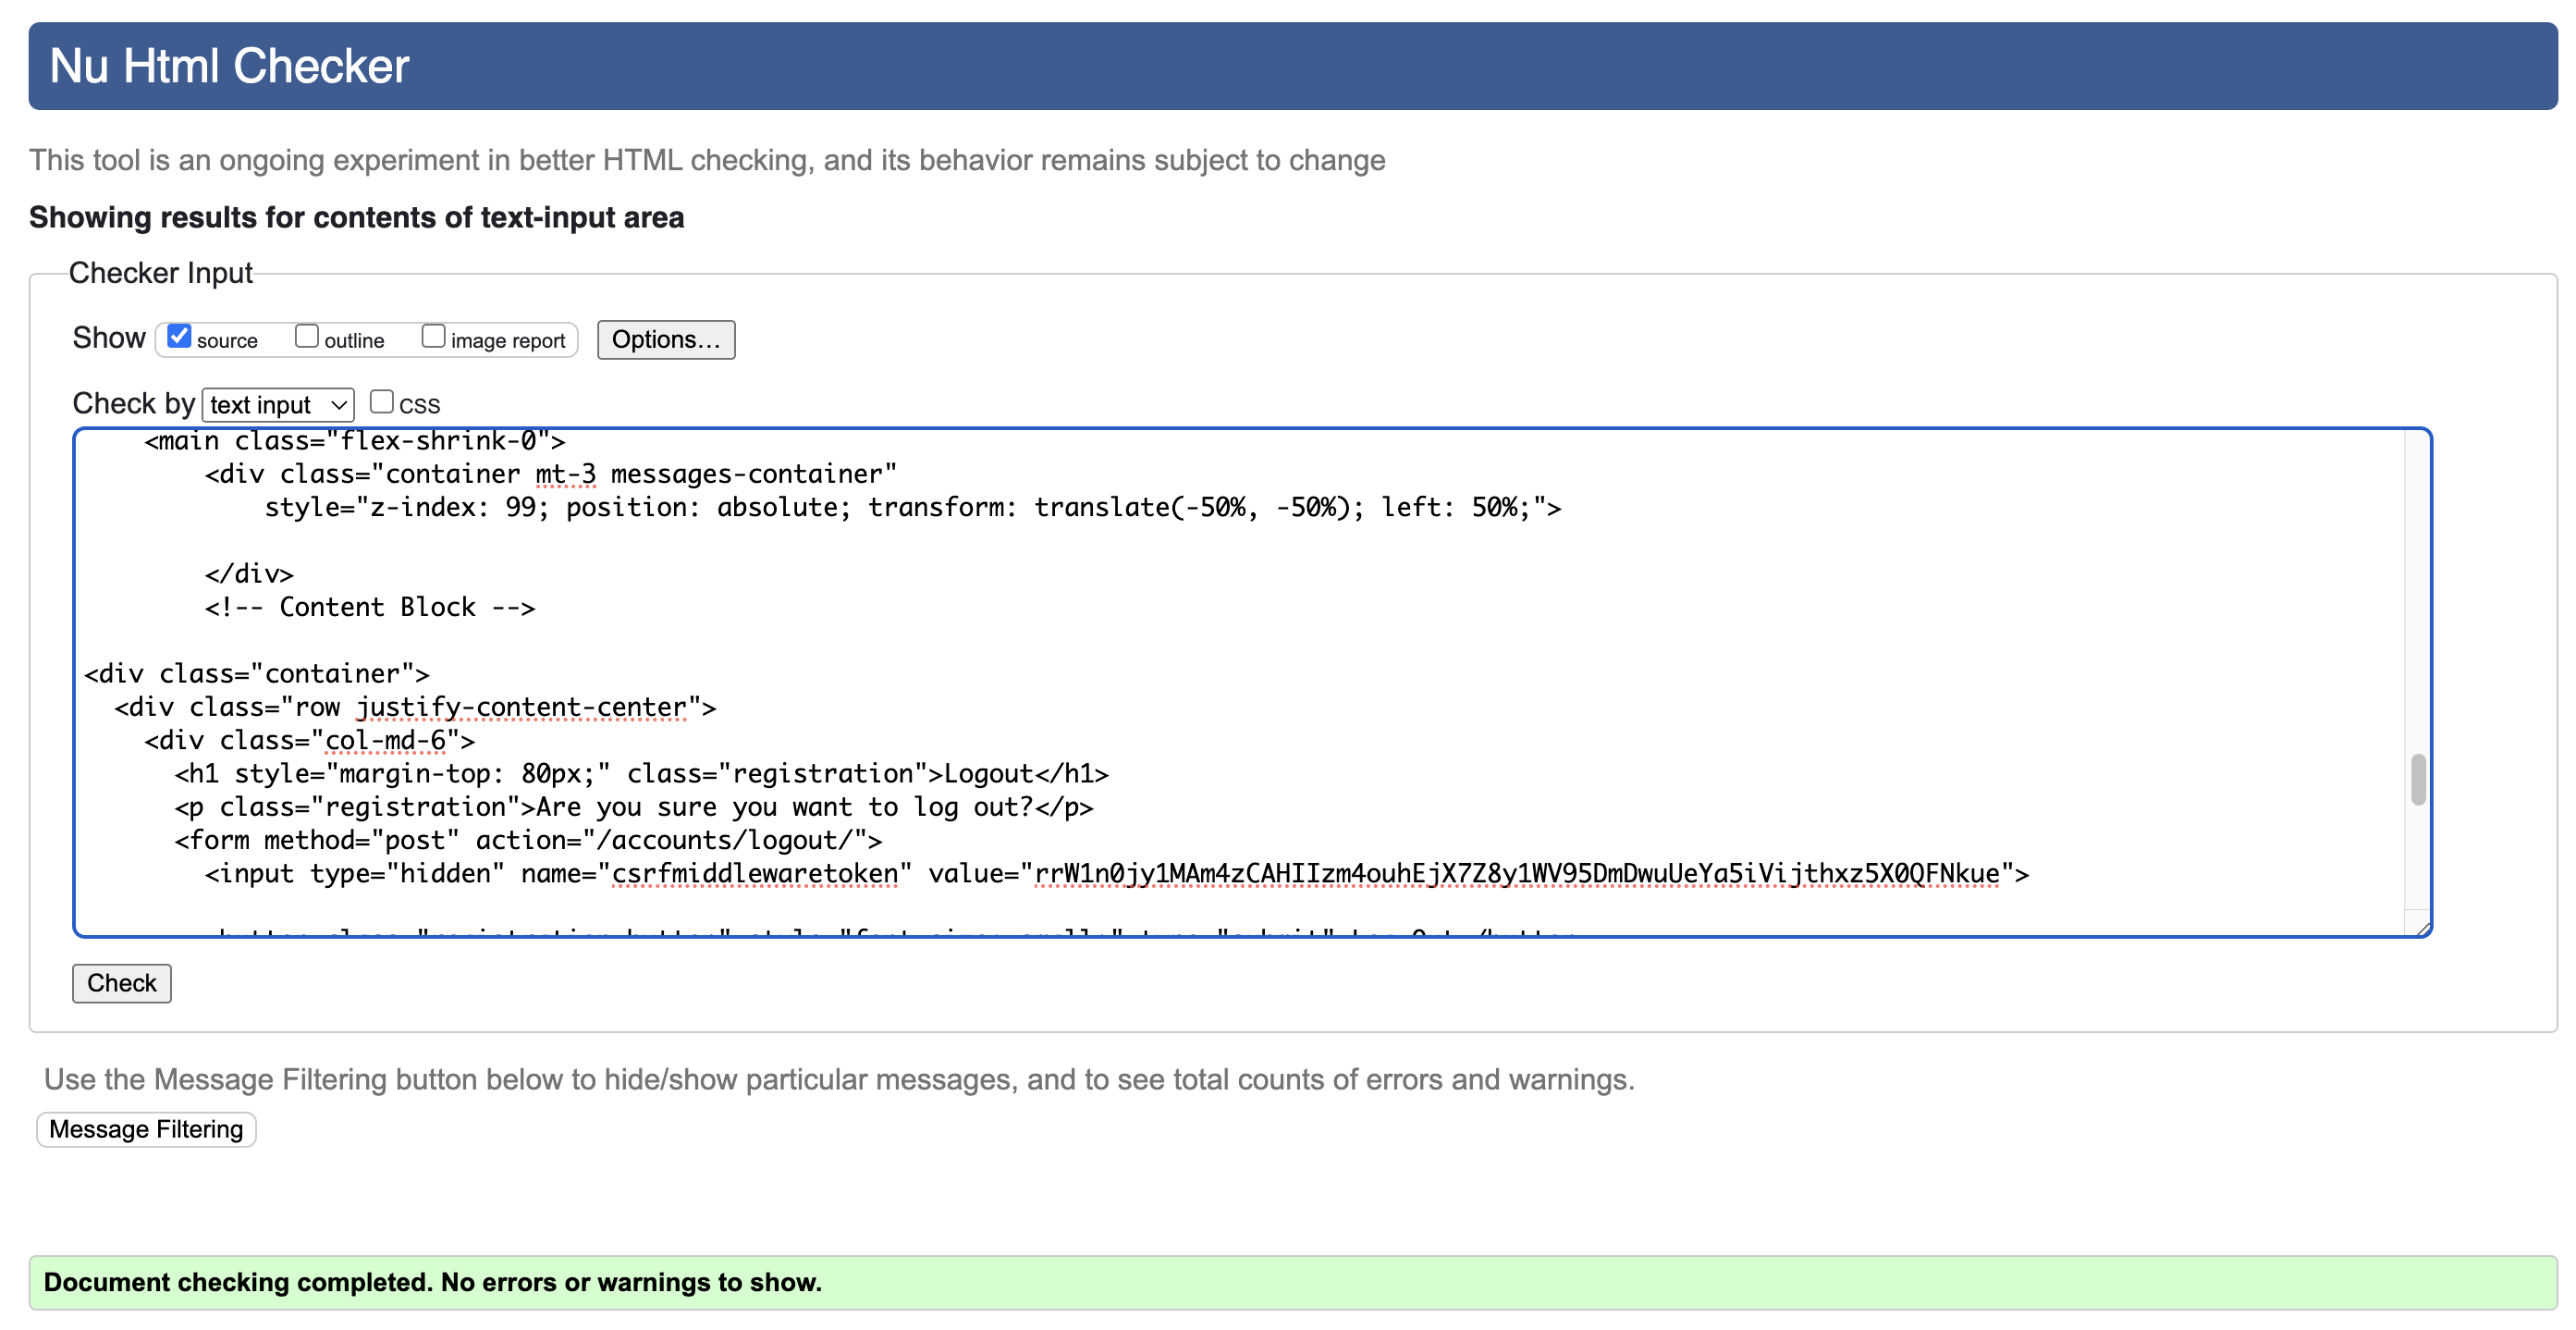 Nu Html Checker
This tool is an ongoing experiment in better HTML checking, and its behavior remains subject to change
Showing results for contents of text-input area
Checker Input
Show source outline image report Options...
Check by text input CSS
<main class="flex-shrink-0">
<div class="container mt-3 messages-container"
style="z-index: 99; position: absolute; transform: translate(-50%, -50%); left: 50%;">
</div>
<!-- Content Block -->
<div class="container">
<div class="row justify-content-center">
<div class="col-md-6">
<h1 style="margin-top: 80px;" class="registration">Logout</h1>
<p class="registration">Are you sure you want to log out?</p>
<form method="post" action="/accounts/logout/">
<input type="hidden" name="csrfmiddlewaretoken" value="rrW1n0jy1MAm4zCAHIIzm4ouhEjX7Z8y1WV95DmDwuUeYa5iVijthxz5X0QFNkue">
Check
Use the Message Filtering button below to hide/show particular messages, and to see total counts of errors and warnings.
Message Filtering
Document checking completed. No errors or warnings to show.